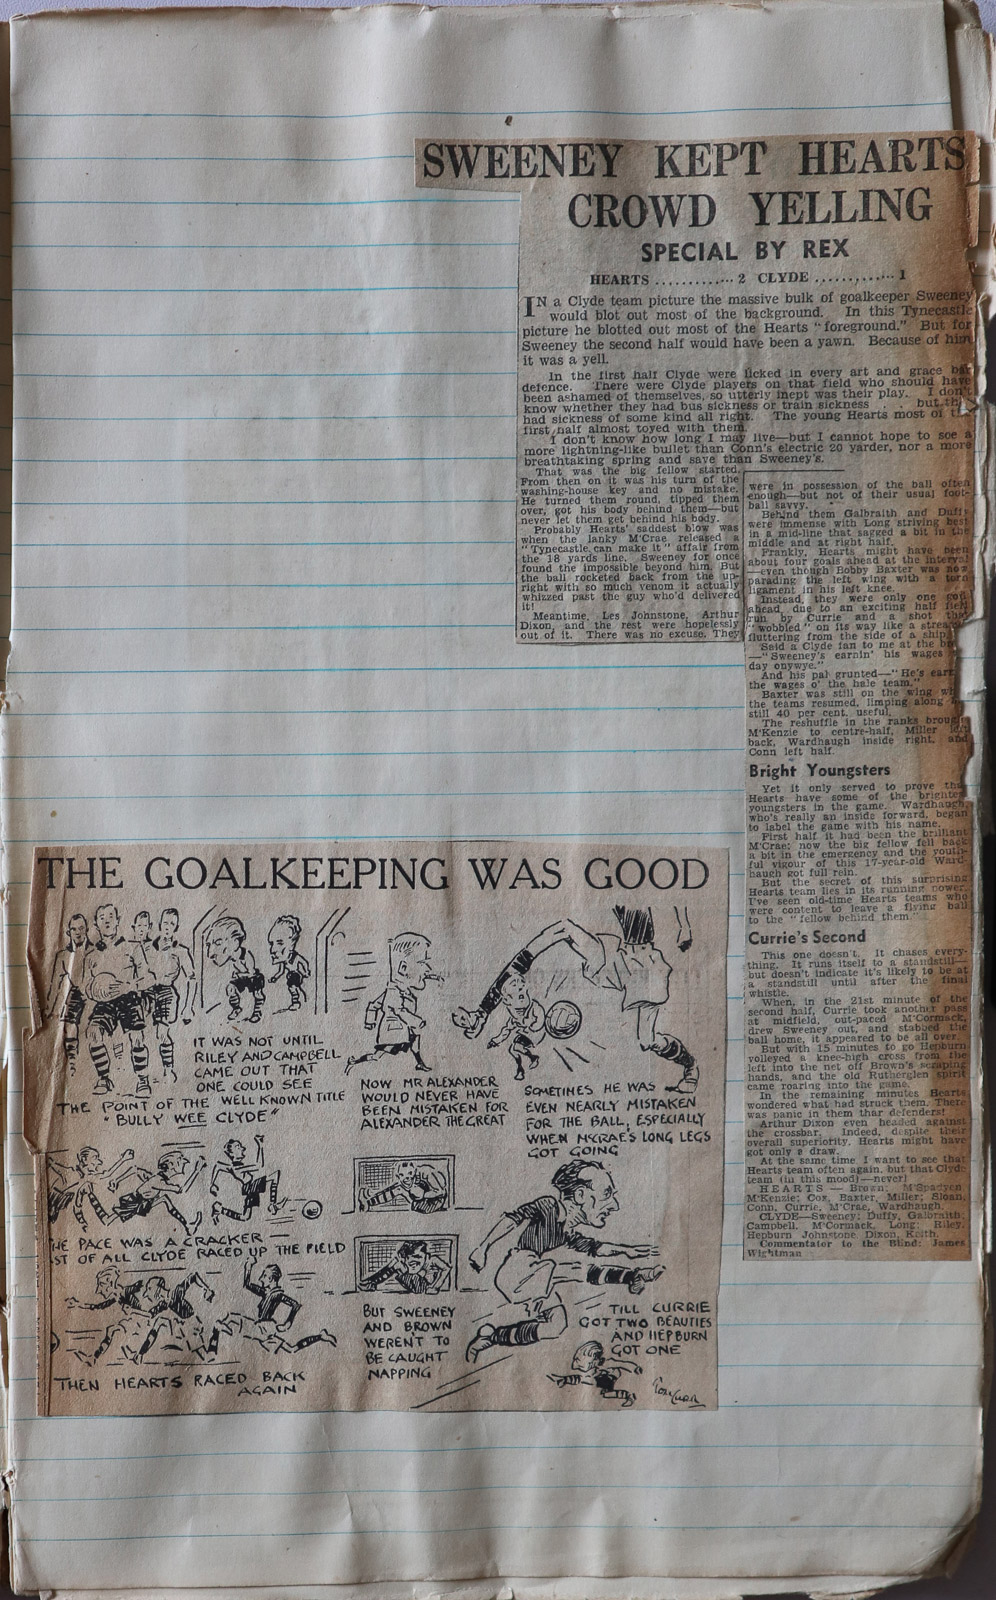 SWEENEY KEPT HEARTS
CROWD YELLING
SPECIAL BY REX
HEARTS ............ 2 CLYDE ............ 1
IN a Clyde team picture the massive bulk of goalkeeper Sweeney
would blot out most of the background. In this Tynecastle
picture he blotted out most of the Hearts "foreground." But for
Sweeney the second half would have been a yawn. Because of him
it was a yell.
In the first half Clyde were licked in every art and grace bar
defence. There were Clyde players on that field who should have
been ashamed of themselves, so utterly inept was their play. I don't
know whether they had bus sickness or train sickness . . but they
had sickness of some kind all right. The young Hearts most of the
first half almost toyed with them.
I don't know how long I may live—but I cannot hope to see a
more lightning-like bullet than Conn's electric 20 yarder, nor a more
breathtaking spring and save than Sweeney's.
That was the big fellow started.
From then on it was his turn of the
washing-house key and no mistake.
He turned them round, tipped them
over, got his body behind them—but
never let them get behind his body.
Probably Hearts' saddest blow was
when the lanky M'Crae released a
"Tynecastle can make it" affair from
the 18 yards line. Sweeney for once
found the impossible beyond him. But
the ball rocketed back from the up-
right with so much venom it actually
whizzed past the guy who'd delivered
it!
Meantime, Les Johnstone, Arthur
Dixon, and the rest were hopelessly
out of it. There was no excuse. They
were in possession of the ball often
enough—but not of their usual foot-
ball savvy.
Behind them Galbraith and Duffy
were immense with Long striving best
in a mid-line that sagged a bit in the
middle and at right half.
Frankly, Hearts might have been
about four goals ahead at the interval
—even though Bobby Baxter was now
parading the left wing with a torn
ligament in his left knee.
Instead, they were only one goal
ahead, due to an exciting half field
run by Currie and a shot that
"wobbled" on its way like a streamer
fluttering from the side of a ship.
Said a Clyde fan to me at the
—"Sweeney's earnin' his wages
day onywye."
And his pal grunted—"He's earnin'
the wages o' the hale team."
Baxter was still on the wing when
the teams resumed, limping along
still 40 per cent. useful.
The reshuffle in the ranks brought
M'Kenzie to centre-half, Miller left
back, Wardhaugh inside right, and
Conn left half.
Bright Youngsters
Yet it only served to prove that
Hearts have some of the brightest
youngsters in the game. Wardhaugh,
who's really an inside forward, began
to label the game with his name.
First half it had been the brilliant
M'Crae; now the big fellow fell back
a bit in the emergency and the youth-
ful vigour of this 17-year-old Ward-
haugh got full rein.
But the secret of this surprising
Hearts team lies in its running power.
I've seen old-time Hearts teams who
were content to leave a flying ball
to the "fellow behind them."
Currie's Second
This one doesn't. It chases every-
thing. It runs itself to a standstill—
but doesn't indicate it's likely to be at
a standstill until after the final
whistle.
When, in the 21st minute of the
second half, Currie took another pass
at midfield, out-paced M'Cormack,
drew Sweeney out, and stabbed the
ball home, it appeared to be all over.
But with 15 minutes to go Hepburn
volleyed a knee-high cross from the
left into the net off Brown's scraping
hands, and the old Rutherglen spirit
came roaring into the game.
In the remaining minutes Hearts
wondered what had struck them. There
was panic in them thar defenders!
Arthur Dixon even headed against
the crossbar. Indeed, despite their
overall superiority, Hearts might have
got only a draw.
At the same time I want to see that
Hearts team often again, but that Clyde
team (in this mood)—never!
HEARTS — Brown; M'Spadyen,
M'Kenzie; Cox, Baxter, Miller; Sloan,
Conn, Currie, M'Crae, Wardhaugh.
CLYDE—Sweeney; Duffy, Galbraith;
Campbell, M'Cormack, Long; Riley,
Hepburn Johnstone, Dixon, Keith.
Commentator to the Blind: James
Wightman
THE GOALKEEPING WAS GOOD
IT WAS NOT UNTIL
RILEY AND CAMPBELL
CAME OUT THAT
ONE COULD SEE
THE POINT OF THE WELL KNOWN TITLE
"BULLY WEE CLYDE"
NOW MR ALEXANDER
WOULD NEVER HAVE
BEEN MISTAKEN FOR
ALEXANDER THE GREAT
SOMETIMES HE WAS
EVEN NEARLY MISTAKEN
FOR THE BALL, ESPECIALLY
WHEN McRAE'S LONG LEGS
GOT GOING
HE PACE WAS A CRACKER —
ST OF ALL CLYDE RACED UP THE FIELD
THEN HEARTS RACED BACK
AGAIN
BUT SWEENEY
AND BROWN
WEREN'T TO
BE CAUGHT
NAPPING
TILL CURRIE
GOT TWO BEAUTIES
AND HEPBURN
GOT ONE